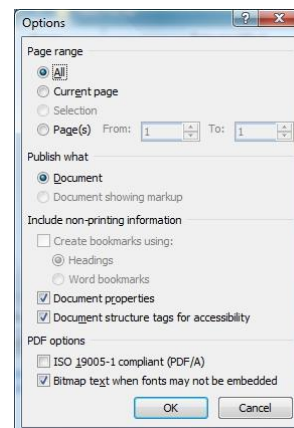 Options
Page range
All
Current page
Selection
Page(s) From: 1 To: 1
Publish what
Document
Document showing markup
Include non-printing information
Create bookmarks using:
Headings
Word bookmarks
Document properties
Document structure tags for accessibility
PDF options
ISO 19005-1 compliant (PDF/A)
Bitmap text when fonts may not be embedded
OK Cancel